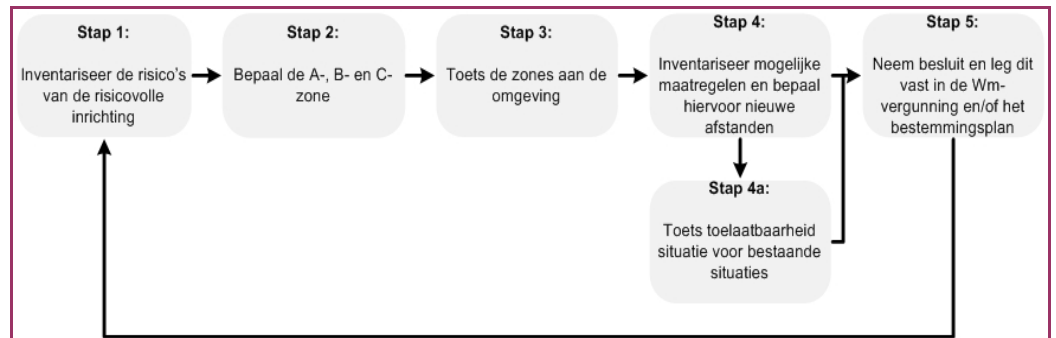 Stap 1:
Inventariseer de risico's
van de risicovolle
inrichting
Stap 2:
Bepaal de A-, B- en C-
zone
Stap 3:
Toets de zones aan de
omgeving
Stap 4:
Inventariseer mogelijke
maatregelen en bepaal
hiervoor nieuwe
afstanden
Stap 4a:
Toets toelaatbaarheid
situatie voor bestaande
situaties
Stap 5:
Neem besluit en leg dit
vast in de Wm-
vergunning en/of het
bestemmingsplan